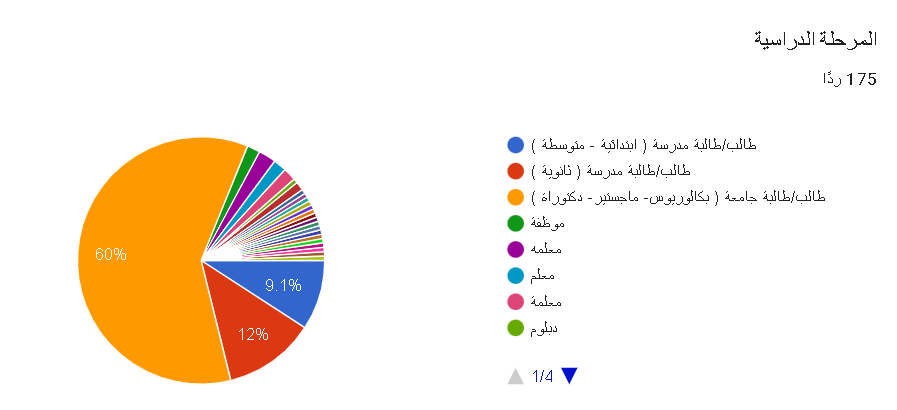 المرحلة الدراسية
175 ردًا
طالب/طالبة مدرسة ( ابتدائية - متوسطة )
طالب/طالبة مدرسة ( ثانوية )
طالب/طالبة جامعة ( بكالوريوس- ماجستير- دكتوراة )
موظفة
معلمه
معلم
معلمة
دبلوم
1/4
60%
9.1%
12%